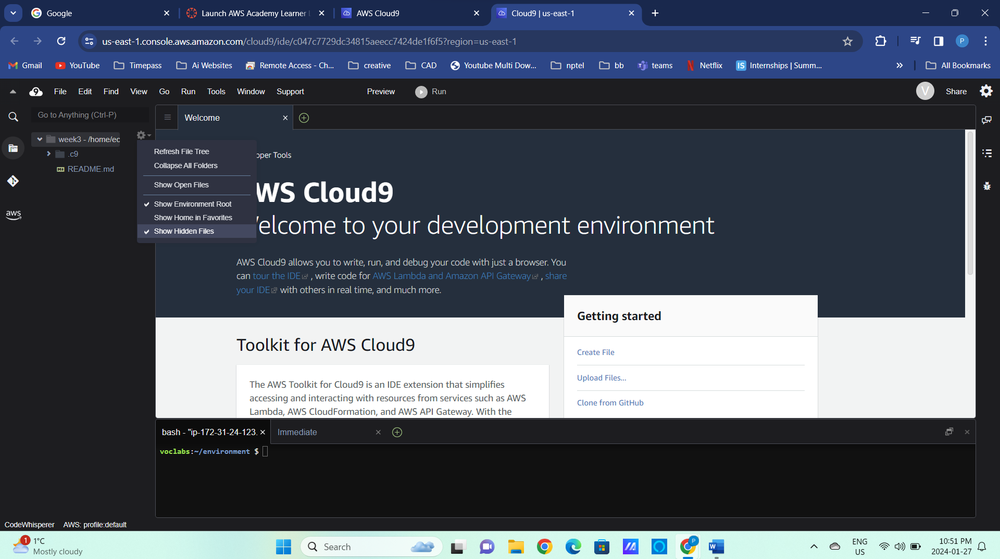 Google
Launch AWS Academy Learner
AWS Cloud9
Cloud9 | us-east-1
us-east-1.console.aws.amazon.com/cloud9/ide/c047c7729dc34815aeecc7424de1f6f5?region=us-east-1
P
Gmail
YouTube
Timepass
Ai Websites
Remote Access - Ch...
creative
CAD
Youtube Multi Dow...
nptel
bb
teams
Netflix
IS
Internships | Summ...
All Bookmarks
9
File
Edit
Find
View
Go
Run
Tools
Window
Support
Preview
Run
V
Share
Go to Anything (Ctrl-P)
Welcome
week3 - /home/ec
.c9
README.md
Refresh File Tree
Collapse All Folders
Show Open Files
Show Environment Root
Show Home in Favorites
Show Hidden Files
aws
oper Tools
WS Cloud9
elcome to your development environment
AWS Cloud9 allows you to write, run, and debug your code with just a browser. You
can tour the IDE , write code for AWS Lambda and Amazon API Gateway , share
your IDE with others in real time, and much more.
Getting started
Create File
Upload Files...
Clone from GitHub
Toolkit for AWS Cloud9
The AWS Toolkit for Cloud9 is an IDE extension that simplifies
accessing and interacting with resources from services such as AWS
Lambda, AWS CloudFormation, and AWS API Gateway. With the
bash - "ip-172-31-24-123.
Immediate
voclabs:~/environment $
CodeWhisperer
AWS: profile:default
1
1°C
Mostly cloudy
Search
P
W
ENG
US
10:51 PM
2024-01-27